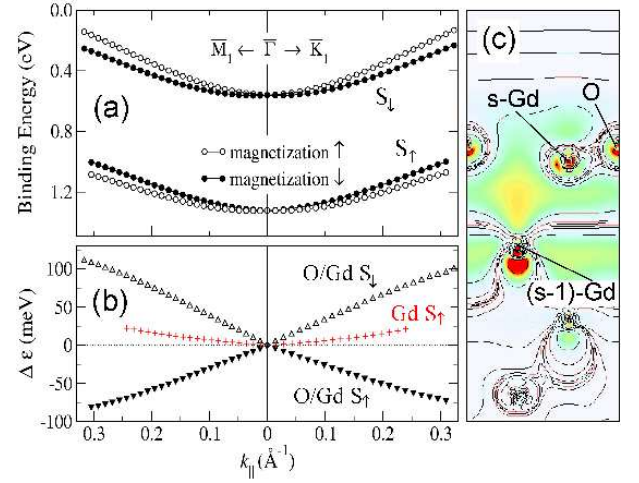 (a)
Binding Energy (eV)
0.0
0.4
0.8
1.2
M̅₁ ← Γ̅ → K̅₁
S↓
S↑
magnetization ↑
magnetization ↓
(b)
Δ ε (meV)
100
50
0
-50
-100
O/Gd S↓
Gd S↑
O/Gd S↑
0.3 0.2 0.1 0 0.1 0.2 0.3
k∥(Å⁻¹)
(c)
s-Gd
O
(s-1)-Gd